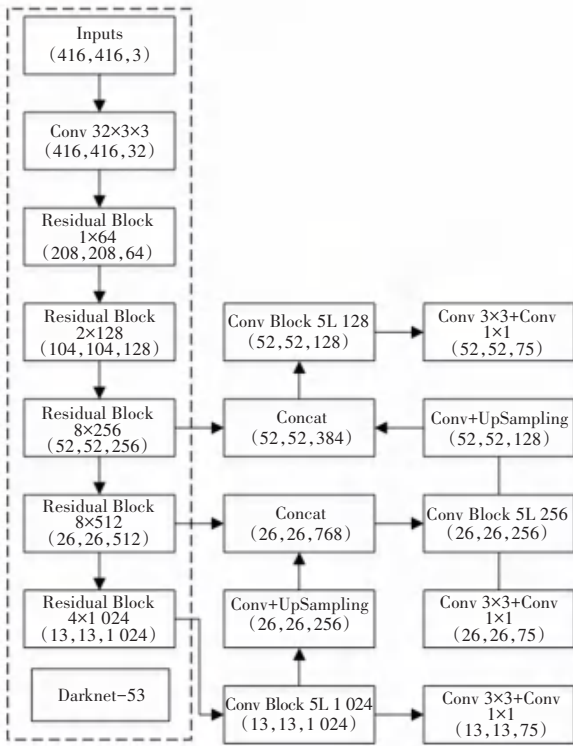 Inputs
(416,416,3)
Conv 32×3×3
(416,416,32)
Residual Block
1×64
(208,208,64)
Residual Block
2×128
(104,104,128)
Residual Block
8×256
(52,52,256)
Residual Block
8×512
(26,26,512)
Residual Block
4×1 024
(13,13,1 024)
Darknet-53
Conv Block 5L 128
(52,52,128)
Concat
(52,52,384)
Concat
(26,26,768)
Conv+UpSampling
(26,26,256)
Conv Block 5L 1 024
(13,13,1 024)
Conv 3×3+Conv
1×1
(52,52,75)
Conv+UpSampling
(52,52,128)
Conv Block 5L 256
(26,26,256)
Conv 3×3+Conv
1×1
(26,26,75)
Conv 3×3+Conv
1×1
(13,13,75)